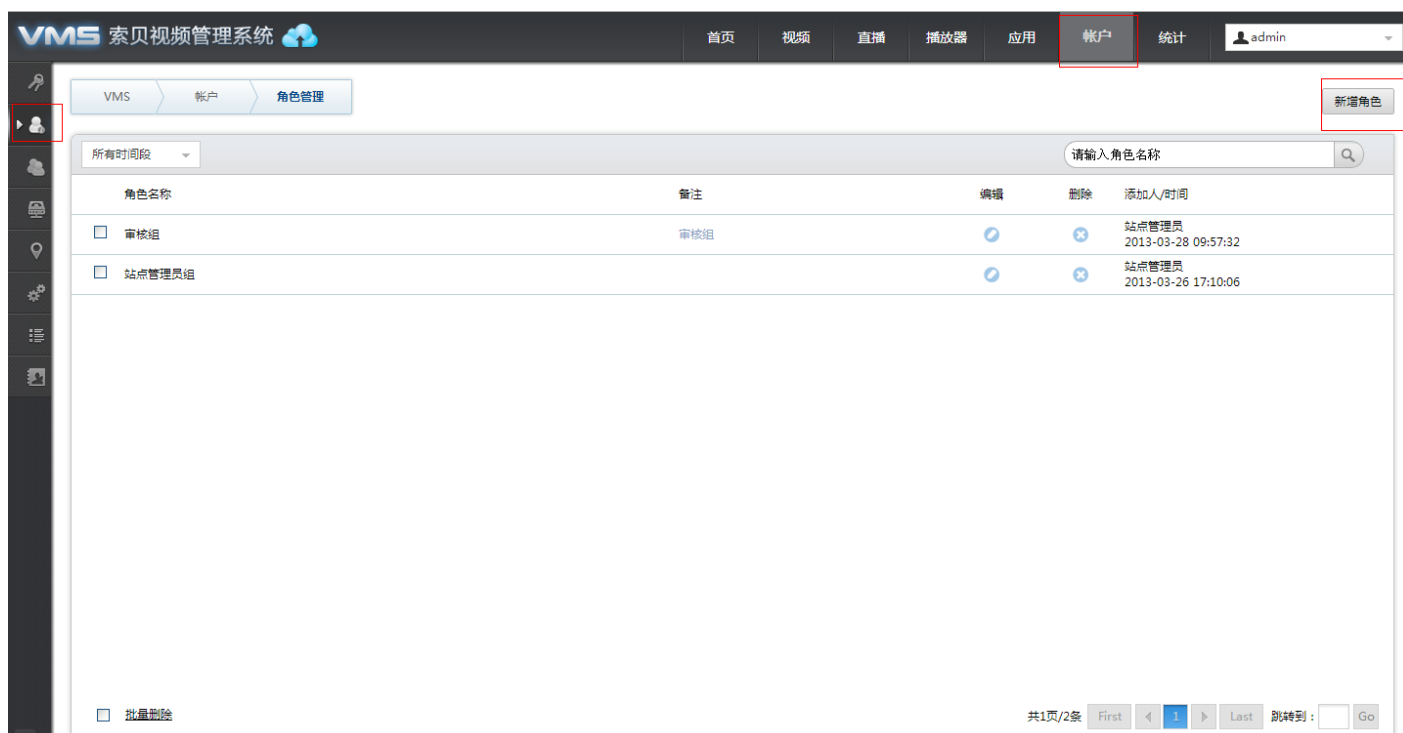 VMS 索贝视频管理系统
首页 视频 直播 播放器 应用 帐户 统计 admin
VMS 帐户 角色管理
新增角色
所有时间段 请输入角色名称
角色名称 备注 编辑 删除 添加人/时间
审核组 审核组 站点管理员
2013-03-28 09:57:32
站点管理员组 站点管理员
2013-03-26 17:10:06
批量删除 共1页/2条 First 1 Last 跳转到： Go